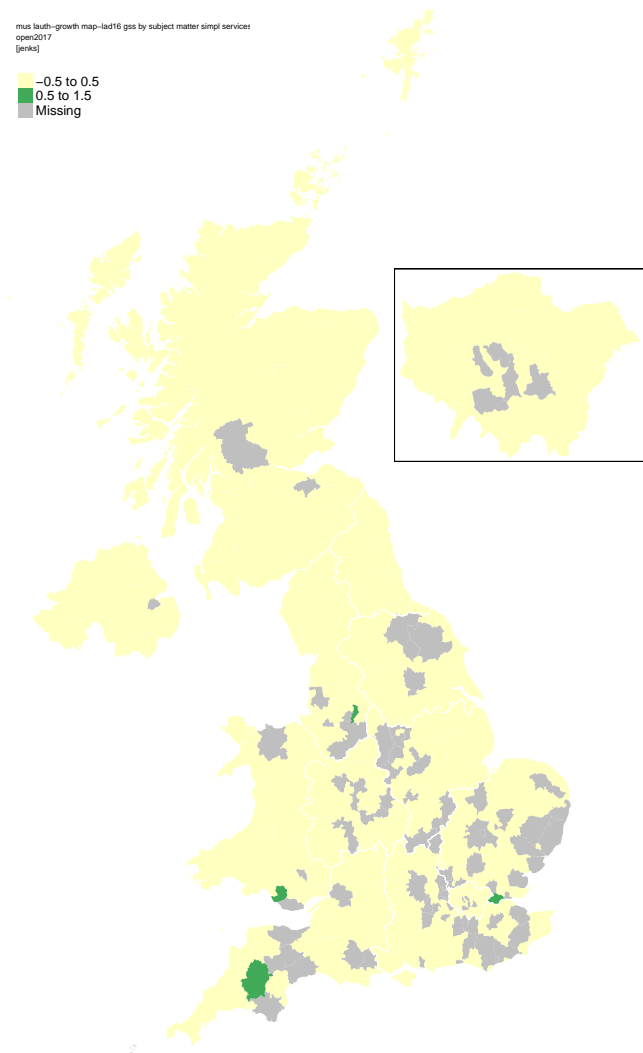 mus lauth−growth map−lad16 gss by subject matter simpl services
open2017
[jenks]
−0.5 to 0.5
0.5 to 1.5
Missing